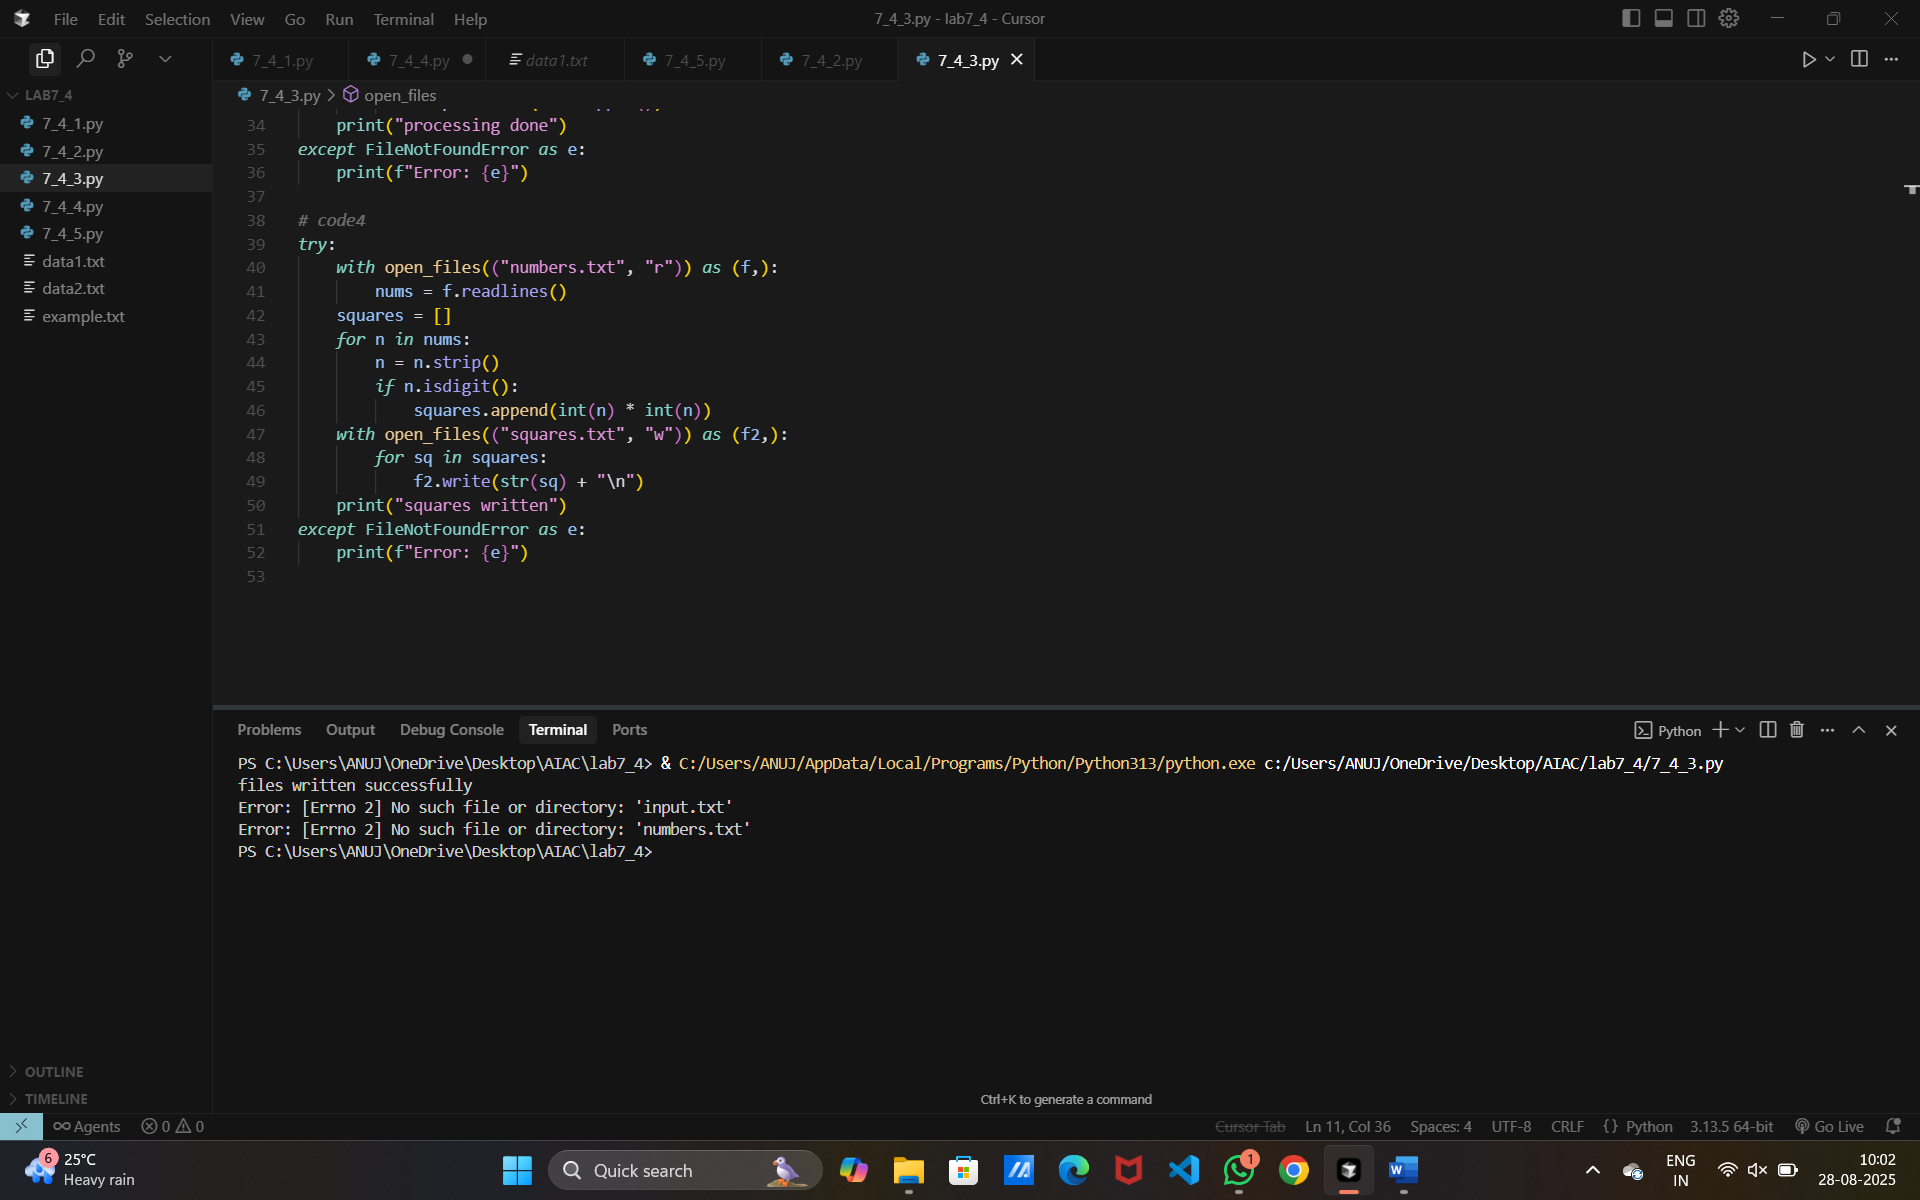 File Edit Selection View Go Run Terminal Help
7_4_3.py - lab7_4 - Cursor
7_4_1.py
7_4_4.py
data1.txt
7_4_5.py
7_4_2.py
7_4_3.py
LAB7_4
7_4_1.py
7_4_2.py
7_4_3.py
7_4_4.py
7_4_5.py
data1.txt
data2.txt
example.txt
OUTLINE
TIMELINE
7_4_3.py > open_files
34 print("processing done")
35 except FileNotFoundError as e:
36 print(f"Error: {e}")
37
38 # code4
39 try:
40 with open_files(("numbers.txt", "r")) as (f,):
41 nums = f.readlines()
42 squares = []
43 for n in nums:
44 n = n.strip()
45 if n.isdigit():
46 squares.append(int(n) * int(n))
47 with open_files(("squares.txt", "w")) as (f2,):
48 for sq in squares:
49 f2.write(str(sq) + "\n")
50 print("squares written")
51 except FileNotFoundError as e:
52 print(f"Error: {e}")
53
Problems Output Debug Console Terminal Ports
Python
PS C:\Users\ANUJ\OneDrive\Desktop\AIAC\lab7_4> & C:/Users/ANUJ/AppData/Local/Programs/Python/Python313/python.exe c:/Users/ANUJ/OneDrive/Desktop/AIAC/lab7_4/7_4_3.py
files written successfully
Error: [Errno 2] No such file or directory: 'input.txt'
Error: [Errno 2] No such file or directory: 'numbers.txt'
PS C:\Users\ANUJ\OneDrive\Desktop\AIAC\lab7_4>
Ctrl+K to generate a command
Agents 0 0
Cursor Tab Ln 11, Col 36 Spaces: 4 UTF-8 CRLF {} Python 3.13.5 64-bit Go Live
6
25°C
Heavy rain
Quick search
1
ENG
IN
10:02
28-08-2025